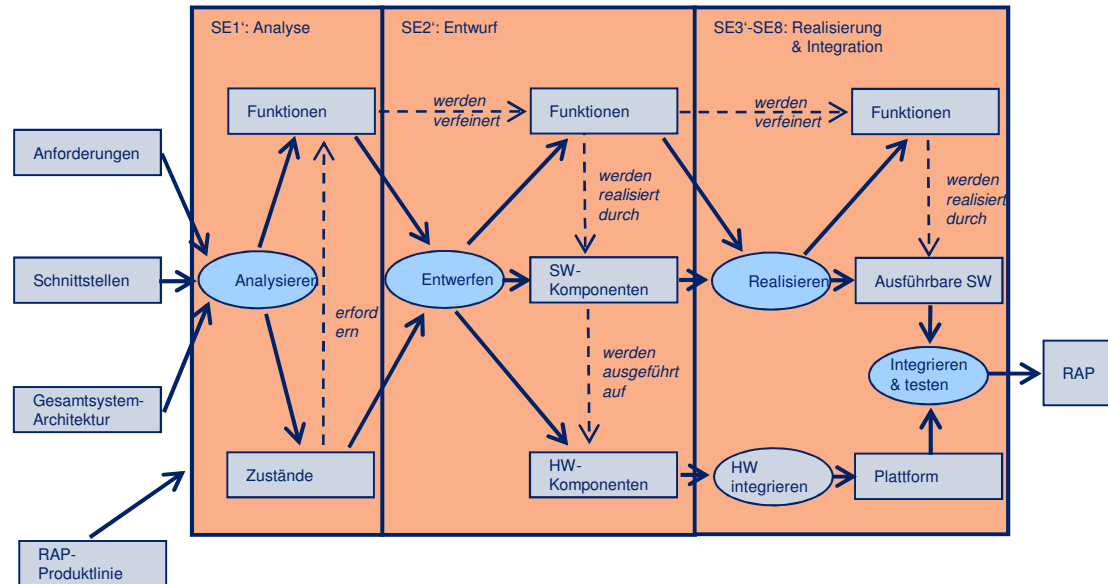 SE1‘: Analyse
SE2‘: Entwurf
SE3‘-SE8: Realisierung
& Integration
Funktionen
werden
verfeinert
Funktionen
werden
verfeinert
Funktionen
Anforderungen
werden
realisiert
durch
werden
realisiert
durch
Schnittstellen
Analysieren
Entwerfen
SW-
Komponenten
Realisieren
Ausführbare SW
erford
ern
werden
ausgeführt
auf
Integrieren
& testen
RAP
Gesamtsystem-
Architektur
Zustände
HW-
Komponenten
HW
integrieren
Plattform
RAP-
Produktlinie